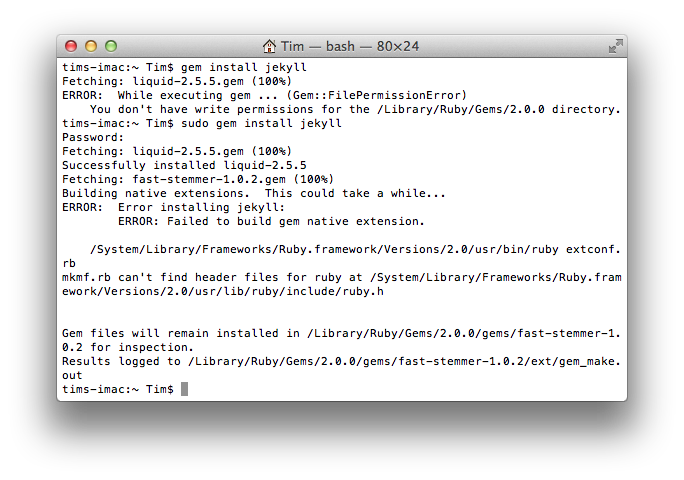 Tim — bash — 80×24
tims-imac:~ Tim$ gem install jekyll
Fetching: liquid-2.5.5.gem (100%)
ERROR:  While executing gem ... (Gem::FilePermissionError)
    You don't have write permissions for the /Library/Ruby/Gems/2.0.0 directory.
tims-imac:~ Tim$ sudo gem install jekyll
Password:
Fetching: liquid-2.5.5.gem (100%)
Successfully installed liquid-2.5.5
Fetching: fast-stemmer-1.0.2.gem (100%)
Building native extensions.  This could take a while...
ERROR:  Error installing jekyll:
        ERROR: Failed to build gem native extension.

    /System/Library/Frameworks/Ruby.framework/Versions/2.0/usr/bin/ruby extconf.
rb
mkmf.rb can't find header files for ruby at /System/Library/Frameworks/Ruby.fram
ework/Versions/2.0/usr/lib/ruby/include/ruby.h


Gem files will remain installed in /Library/Ruby/Gems/2.0.0/gems/fast-stemmer-1.
0.2 for inspection.
Results logged to /Library/Ruby/Gems/2.0.0/gems/fast-stemmer-1.0.2/ext/gem_make.
out
tims-imac:~ Tim$